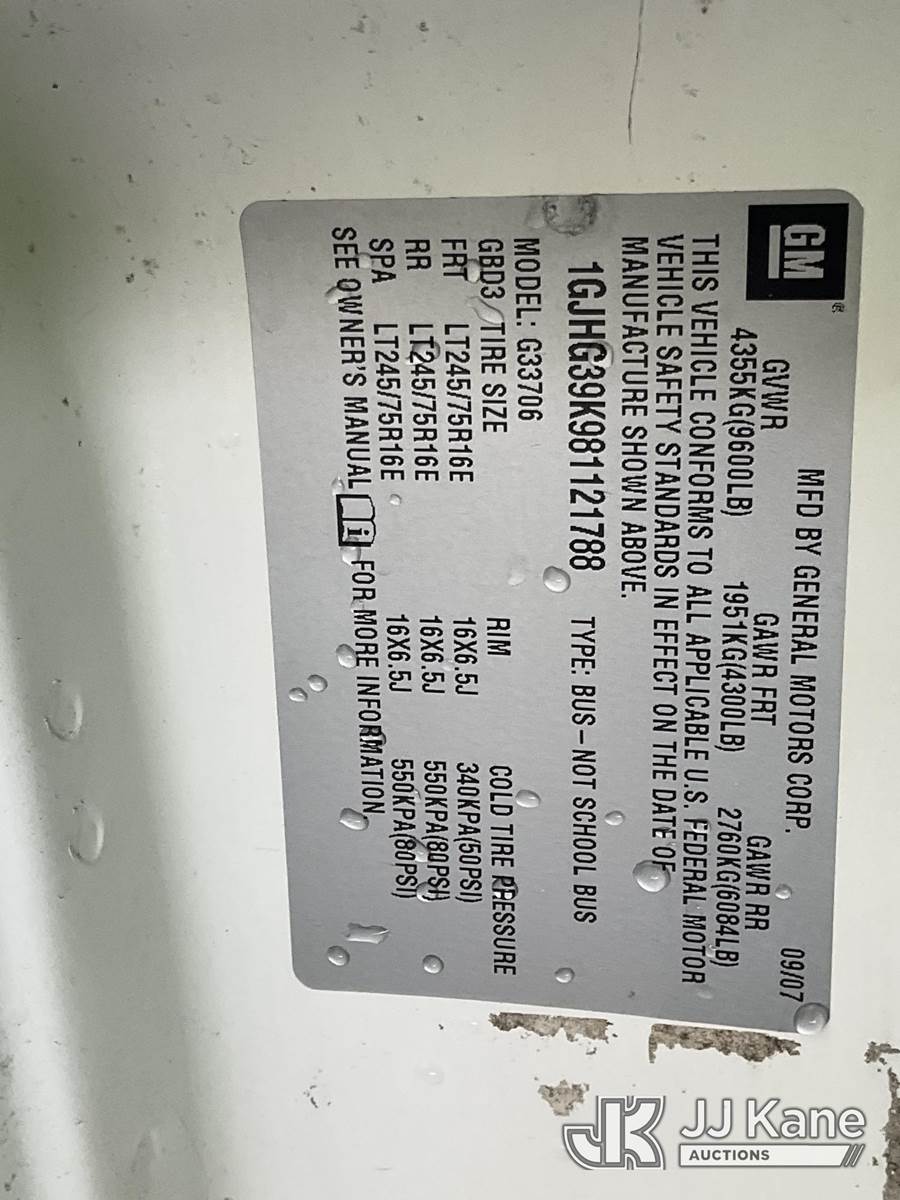 GM®
MFD BY GENERAL MOTORS CORP. 09/07
GVWR GAWR FRT GAWR RR
4355KG(9600LB) 1951KG(4300LB) 2760KG(6084LB)
THIS VEHICLE CONFORMS TO ALL APPLICABLE U.S. FEDERAL MOTOR
VEHICLE SAFETY STANDARDS IN EFFECT ON THE DATE OF
MANUFACTURE SHOWN ABOVE.
1GJHG39K981121788 TYPE: BUS–NOT SCHOOL BUS
MODEL: G33706
GBD3 TIRE SIZE RIM COLD TIRE PRESSURE
FRT LT245/75R16E 16X6.5J 340KPA(50PSI)
RR LT245/75R16E 16X6.5J 550KPA(80PSI)
SPA LT245/75R16E 16X6.5J 550KPA(80PSI)
SEE OWNER'S MANUAL i FOR MORE INFORMATION.
JK JJ Kane
AUCTIONS